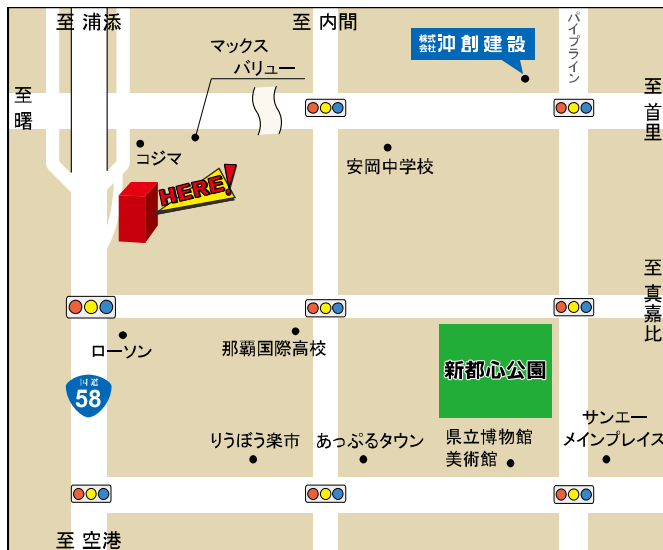 至 浦添
至 内間
株式
会社 沖創建設
パイプライン
マックス
バリュー
至
曙
至
首
里
コジマ
安岡中学校
HERE!
至
真
嘉
比
ローソン
那覇国際高校
新都心公園
国道
58
サンエー
メインプレイス
りうぼう楽市
あっぷるタウン
県立博物館
美術館
至 空港